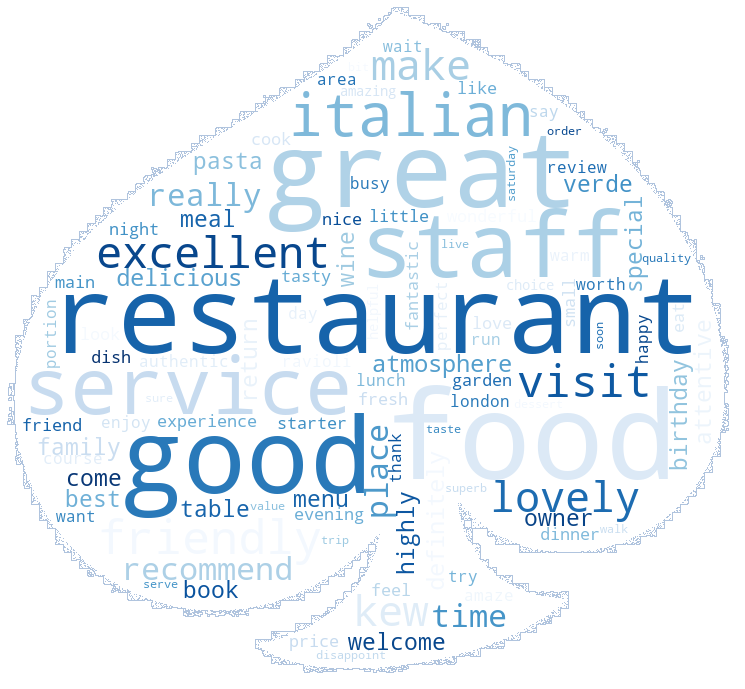 wait
make
area
like
amazing
italian
say
order
cook
great
pasta
review
saturday
busy
verde
really
special
meal
nice
little
wonderful
night
staff
excellent
live
wine
fantastic
warm
quality
delicious
tasty
main
choice
worth
small
restaurant
portion
day
helpful
perfect
love
run
soon
happy
eat
look
return
dish
authentic
ravioli
atmosphere
attentive
service
lunch
garden
visit
sure
fresh
london
birthday
food
friend
enjoy
experience
starter
good
place
taste
family
thank
course
come
definitely
superb
best
table
value
menu
highly
lovely
want
evening
owner
friendly
trip
dinner
walk
recommend
serve
book
feel
try
amaze
kew
time
price
welcome
disappoint